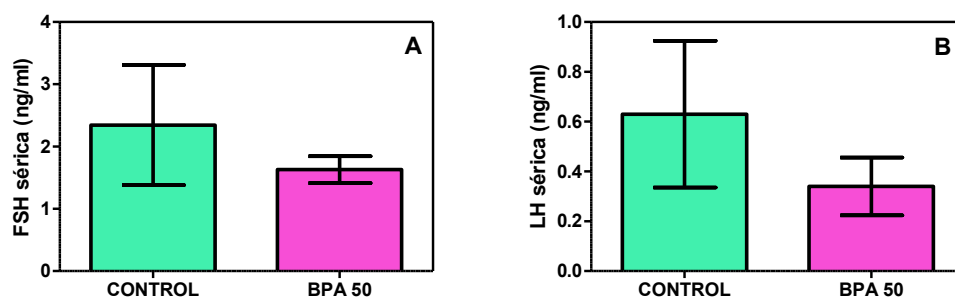 A
FSH sérica (ng/ml)
4
3
2
1
0
CONTROL
BPA 50
B
LH sérica (ng/ml)
1.0
0.8
0.6
0.4
0.2
0.0
CONTROL
BPA 50